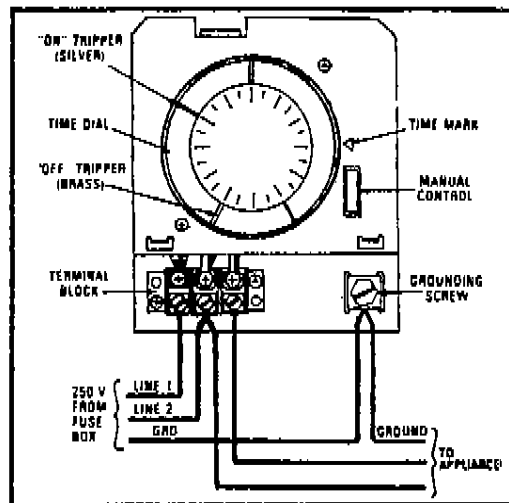 "ON" TRIPPER
(SILVER)
TIME DIAL
"OFF TRIPPER
(BRASS)
TIME MARK
MANUAL
CONTROL
TERMINAL
BLOCK
GROUNDING
SCREW
250 V
FROM
FUSE
BOX
LINE 1
LINE 2
GRD
GROUND
TO
APPLIANCE